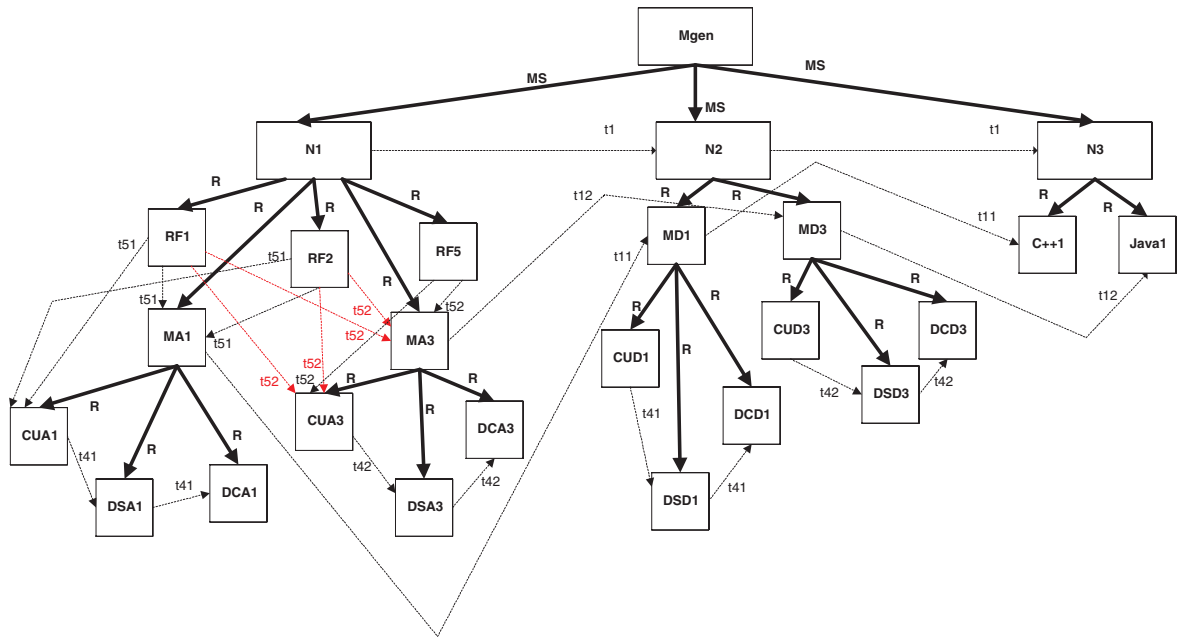 Mgen
MS
MS
MS
N1
t1
N2
t1
N3
R
R
R
R
R
t12
R
R
R
R
RF1
RF2
RF5
MD1
MD3
t11
C++1
Java1
t51
t51
t11
t51
t52
t52
t52
t12
MA1
t51
MA3
R
R
R
R
R
R
CUD1
CUD3
DCD3
t52
t52
t52
R
R
R
R
R
R
t42
t42
DSD3
CUA1
CUA3
DCA3
t41
DCD1
t41
t41
t42
t42
t41
DSA1
DCA1
DSA3
DSD1